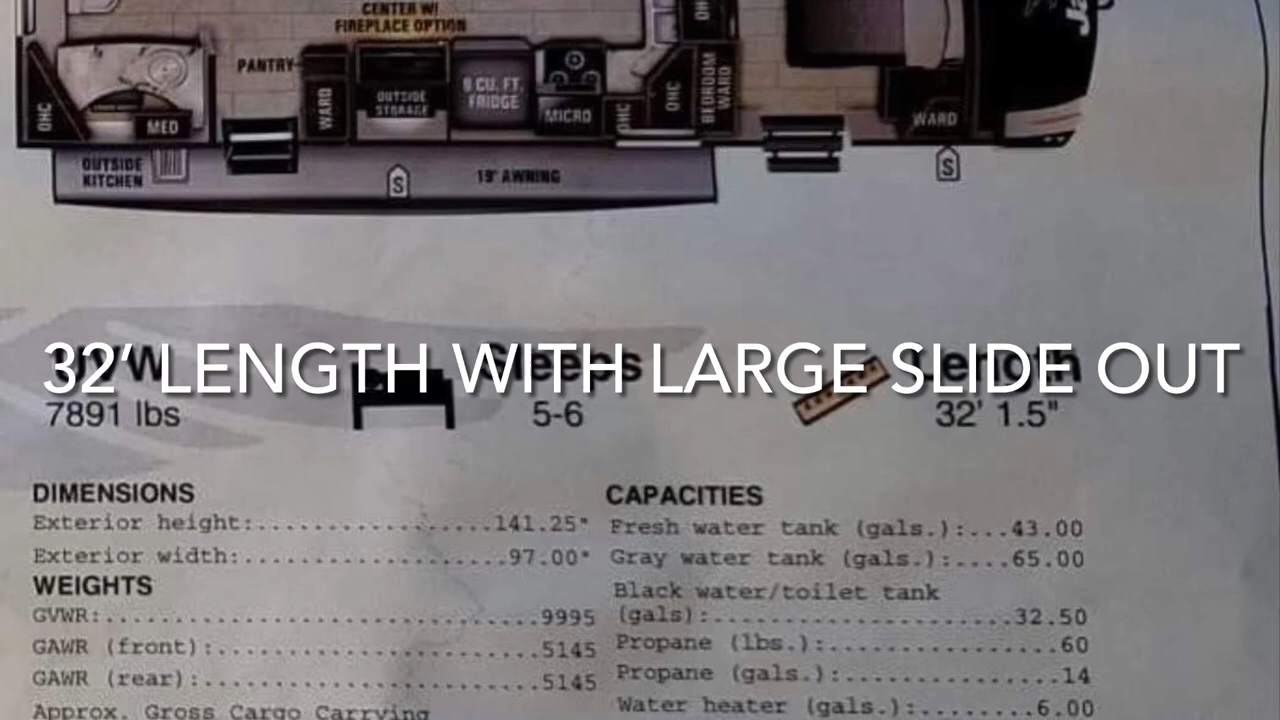 CENTER W/
FIREPLACE OPTION
PANTRY
OHC
MED
WARD
OUTSIDE
STORAGE
8 CU. FT.
FRIDGE
MICRO
OHC
OHC
BEDROOM
WARD
WARD
OUTSIDE
KITCHEN
S
19' AWNING
S
32' LENGTH WITH LARGE SLIDE OUT
Sleeps
Length
7891 lbs
5-6
32' 1.5"
DIMENSIONS
Exterior height:..................141.25"
Exterior width:....................97.00"
WEIGHTS
GVWR:................................9995
GAWR (front):........................5145
GAWR (rear):.........................5145
Approx. Gross Cargo Carrying
CAPACITIES
Fresh water tank (gals.):...43.00
Gray water tank (gals.):....65.00
Black water/toilet tank
(gals):.....................32.50
Propane (lbs.):................60
Propane (gals.):...............14
Water heater (gals.):........6.00